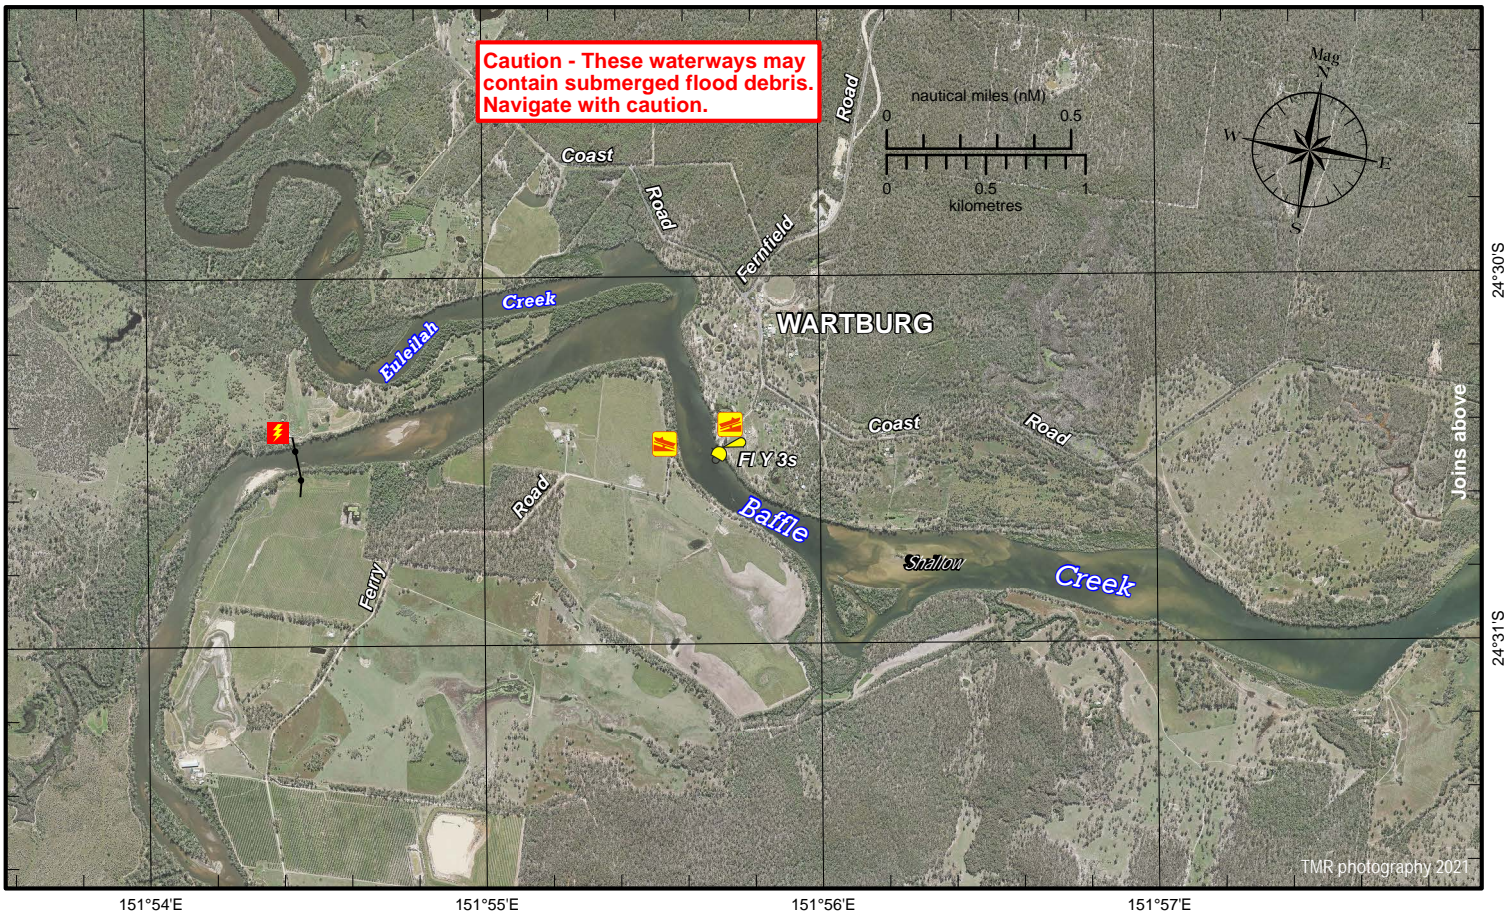 Caution - These waterways may
contain submerged flood debris.
Navigate with caution.
nautical miles (nM)
0
0.5
0
0.5
1
kilometres
Mag
N
W
E
S
Road
Coast
Road
Fernfield
24°30'S
Creek
Euleilah
WARTBURG
Joins above
Coast
Road
Fl Y 3s
Road
Baffle
Shallow
Creek
Ferry
24°31'S
TMR photography 2021
151°54'E
151°55'E
151°56'E
151°57'E